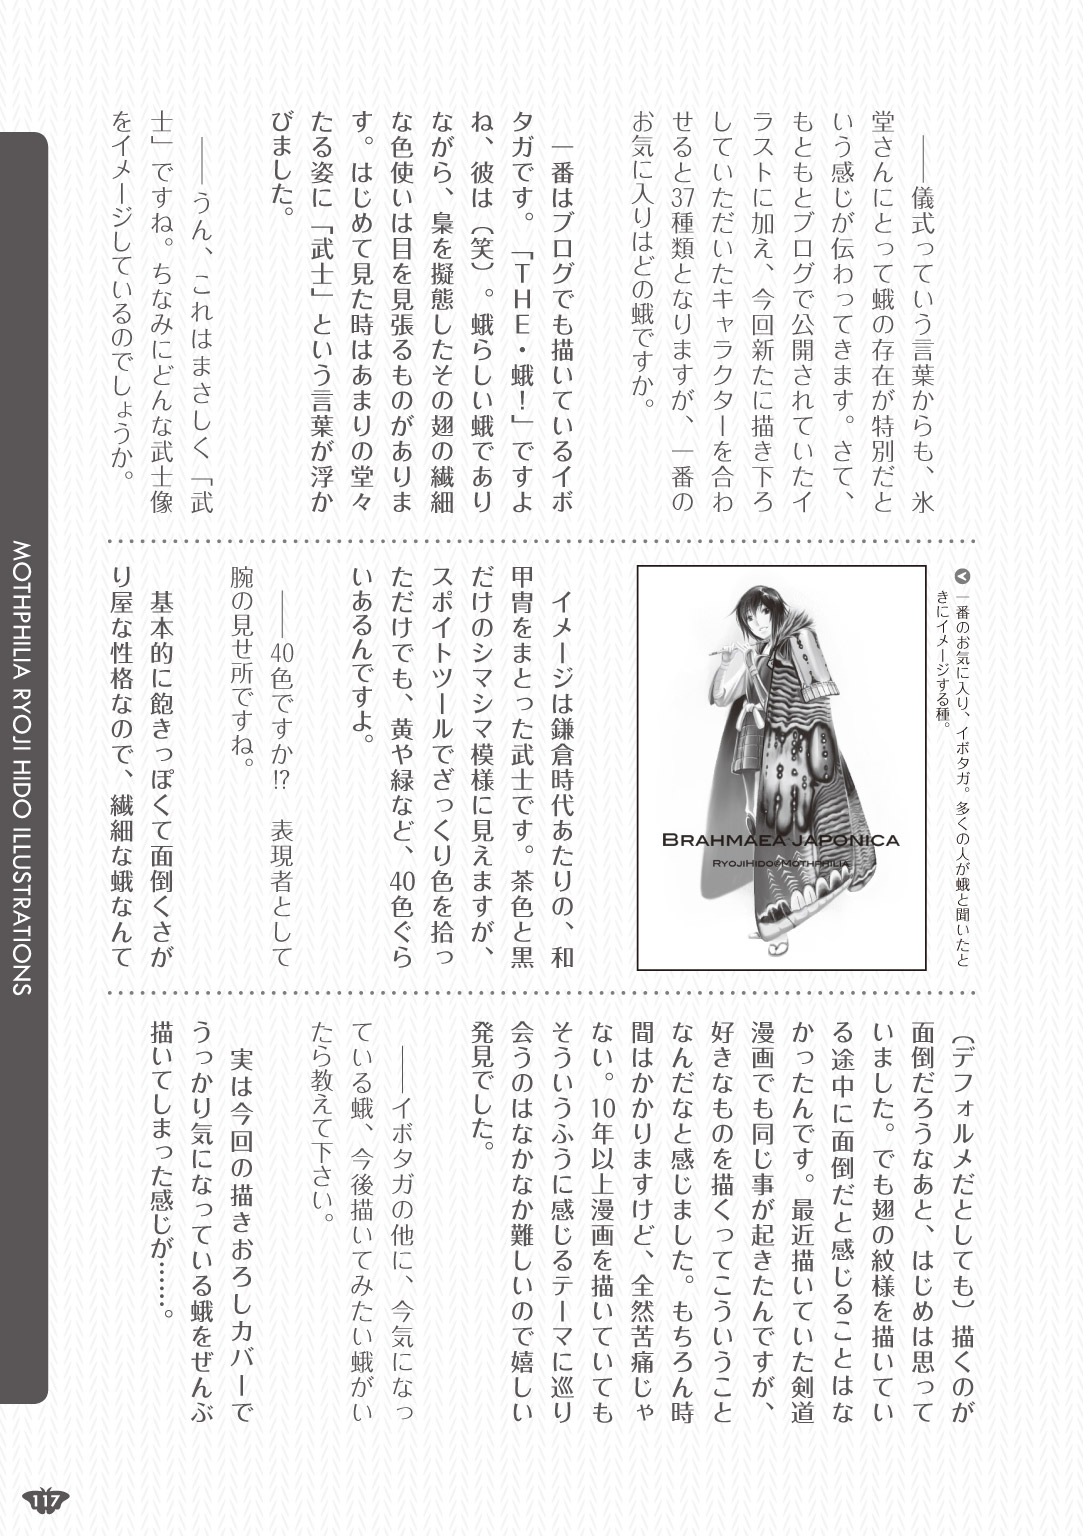 ――儀式っていう言葉からも、氷
堂さんにとって蛾の存在が特別だと
いう感じが伝わってきます。さて、
もともとブログで公開されていたイ
ラストに加え、今回新たに描き下ろ
していただいたキャラクターを合わ
せると37種類となりますが、一番の
お気に入りはどの蛾ですか。
一番はブログでも描いているイボ
タガです。「THE・蛾！」ですよ
ね、彼は（笑）。蛾らしい蛾であり
ながら、梟を擬態したその翅の繊細
な色使いは目を見張るものがありま
す。はじめて見た時はあまりの堂々
たる姿に「武士」という言葉が浮か
びました。
――うん、これはまさしく「武
士」ですね。ちなみにどんな武士像
をイメージしているのでしょうか。
一番のお気に入り、イボタガ。多くの人が蛾と聞いたと
きにイメージする種。
BRAHMAEA JAPONICA
RYOJIHIDO@MOTHPHILIA
イメージは鎌倉時代あたりの、和
甲冑をまとった武士です。茶色と黒
だけのシマシマ模様に見えますが、
スポイトツールでざっくり色を拾っ
ただけでも、黄や緑など、40色ぐら
いあるんですよ。
――40色ですか!?　表現者として
腕の見せ所ですね。
基本的に飽きっぽくて面倒くさが
り屋な性格なので、繊細な蛾なんて
（デフォルメだとしても）描くのが
面倒だろうなあと、はじめは思って
いました。でも翅の紋様を描いてい
る途中に面倒だと感じることはな
かったんです。最近描いていた剣道
漫画でも同じ事が起きたんですが、
好きなものを描くってこういうこと
なんだなと感じました。もちろん時
間はかかりますけど、全然苦痛じゃ
ない。10年以上漫画を描いていても
そういうふうに感じるテーマに巡り
会うのはなかなか難しいので嬉しい
発見でした。
――イボタガの他に、今気になっ
ている蛾、今後描いてみたい蛾がい
たら教えて下さい。
実は今回の描きおろしカバーで
うっかり気になっている蛾をぜんぶ
描いてしまった感じが……。
MOTHPHILIA RYOJI HIDO ILLUSTRATIONS
117